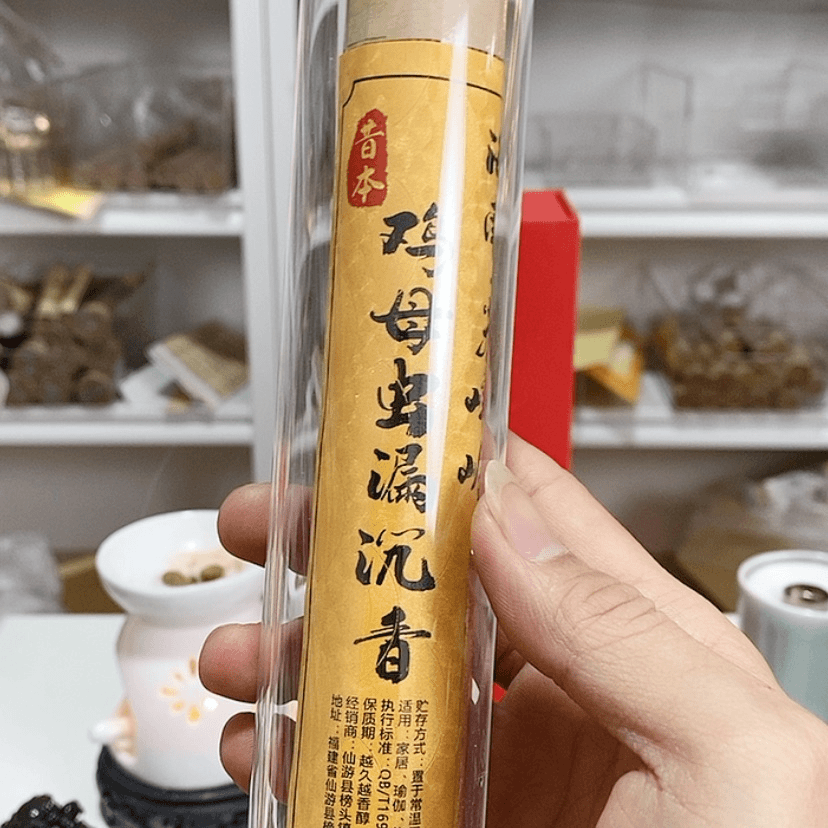 昔本
鸡母虫漏沉香
贮存方式：置于常温
适用：家居、瑜伽、
执行标准：QB/T169
保质期：越久越香醇
经销商：仙游县榜头镇
地址：福建省仙游县榜